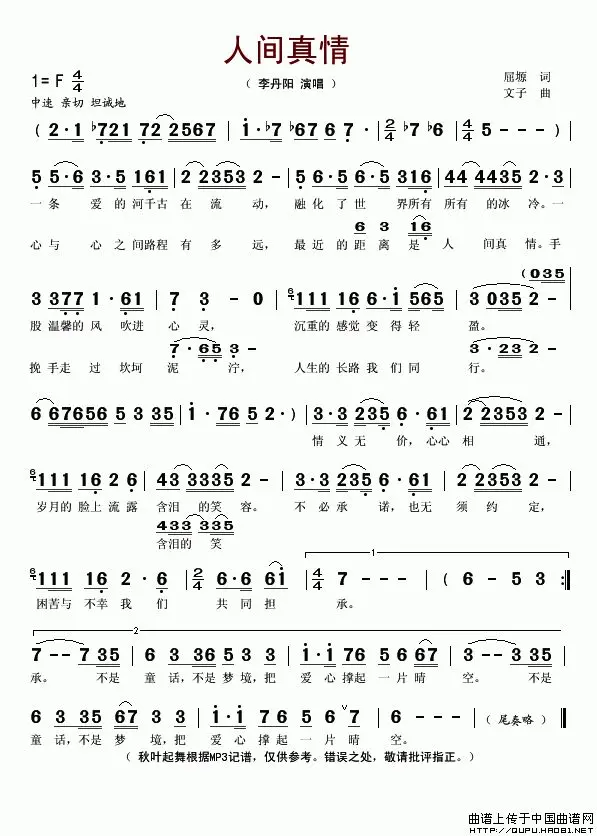 人间真情
1=F 4/4
（ 李丹阳 演唱 ）
屈塬 词
中速 亲切 坦诚地
文子 曲
( 2·1 ♭721 72 2567 | 1·♭7 67 6 7· | 2/4 ♭7 ♭7 6 | 4/4 5 - - - )
5 5·6 3·5 161 | 2 2353 2 - | 5 6·5 3·5 316 | 44 4435 2·3
一条 爱的河千古在流动，融化了世界所有所有的冰冷。一
6 3 16
心与心之间路程有多远，最近的距离是人间真情。手
(035
3 377 1·61 | 7 3 - 0 | 6 111 16 6·1 565 | 3 035 2 -
股温馨的风吹进心灵，沉重的感觉变得轻盈。
7·65 3 -
3·23 2 -
挽手走过坎坷泥泞，人生的长路我们同行。
6 67656 5 3 35 | 1·76 5 2·) | 3·3 235 6·61 | 2 2353 2 -
情义无价，心心相通，
6 111 16 2 6 | 43 3335 2 - | 3·3 235 6·61 | 2 2353 2 -
岁月的脸上流露含泪的笑容。不必承诺，也无须约定，
433 335
含泪的笑
1
6 111 16 2·6 | 2/4 6·6 61 | 4/4 7 - - - | ( 6 - 5 3 :||
困苦与不幸我们共同担承。
2
7 - - 7 35 | 6 3 36 5 3 | 1·1 176 5 6 67 | 3 - - 3 35
承。不是童话，不是梦境，把爱心撑起一片晴空。不是
6 3 35 67 3 | 1·1 276 56 7 | 5 - - - （尾奏略）
童话，不是梦境，把爱心撑起一片晴空。
（ 秋叶起舞根据MP3记谱，仅供参考。错误之处，敬请批评指正。）
曲谱上传于中国曲谱网
http://QUPU.HAO81.NET